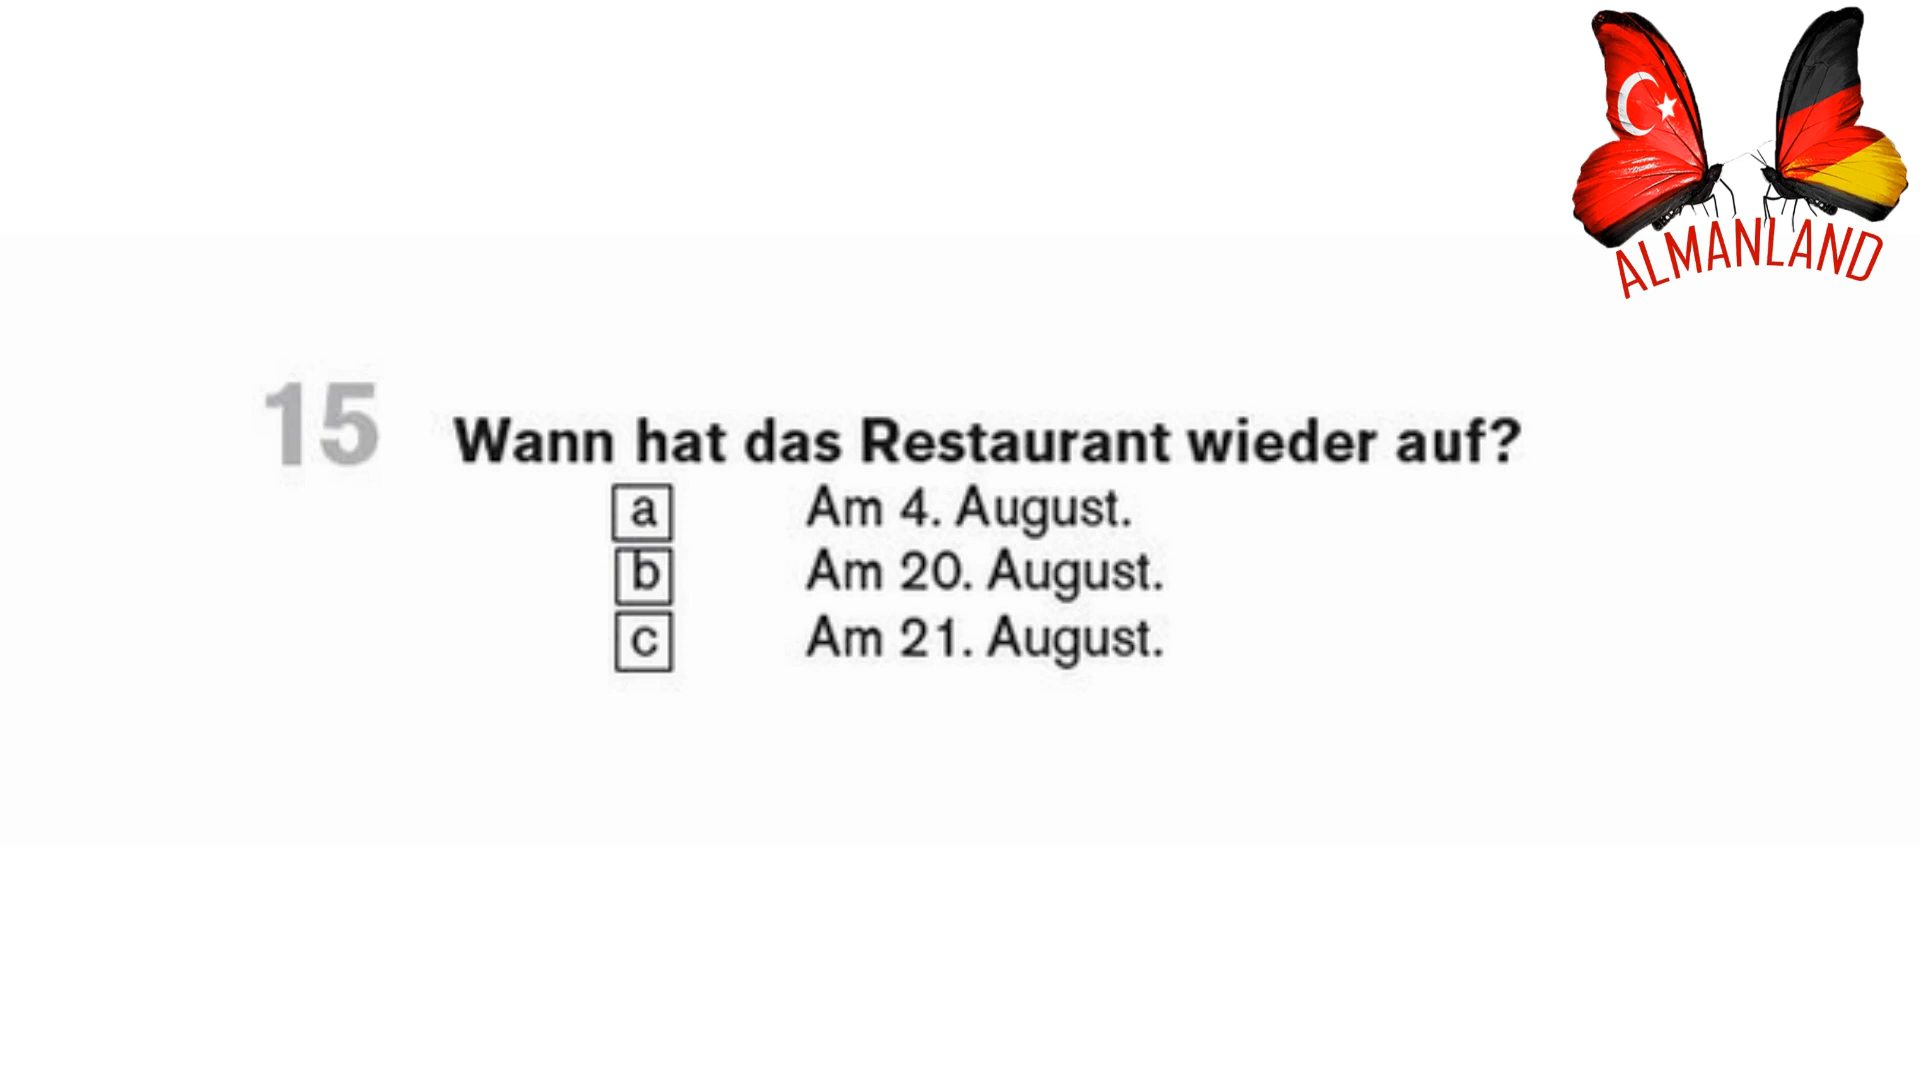 ALMANLAND
15 Wann hat das Restaurant wieder auf?
a Am 4. August.
b Am 20. August.
c Am 21. August.